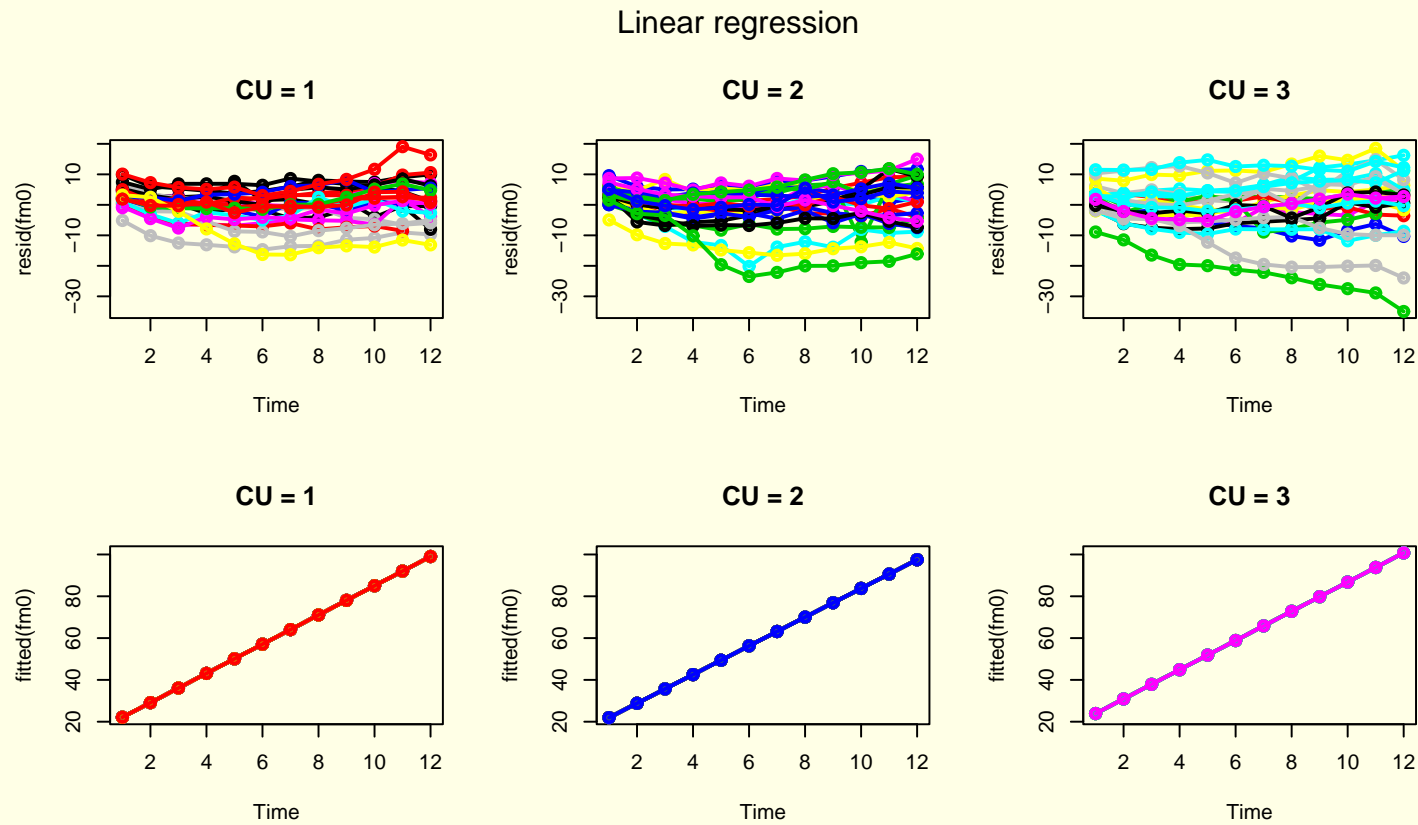 Linear regression
CU = 1
CU = 2
CU = 3
resid(fm0)
−30
−10
10
2 4 6 8 10 12
Time
resid(fm0)
−30
−10
10
2 4 6 8 10 12
Time
resid(fm0)
−30
−10
10
2 4 6 8 10 12
Time
CU = 1
CU = 2
CU = 3
fitted(fm0)
20 40 60 80
2 4 6 8 10 12
Time
fitted(fm0)
20 40 60 80
2 4 6 8 10 12
Time
fitted(fm0)
20 40 60 80
2 4 6 8 10 12
Time